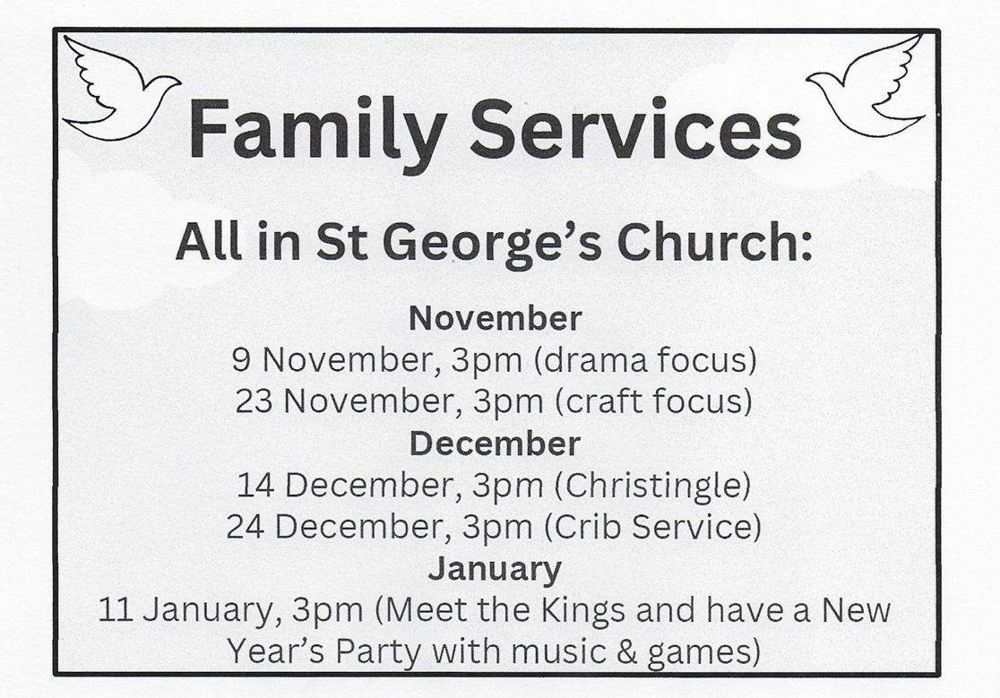 Family Services
All in St George’s Church:
November
9 November, 3pm (drama focus)
23 November, 3pm (craft focus)
December
14 December, 3pm (Christingle)
24 December, 3pm (Crib Service)
January
11 January, 3pm (Meet the Kings and have a New
Year’s Party with music & games)